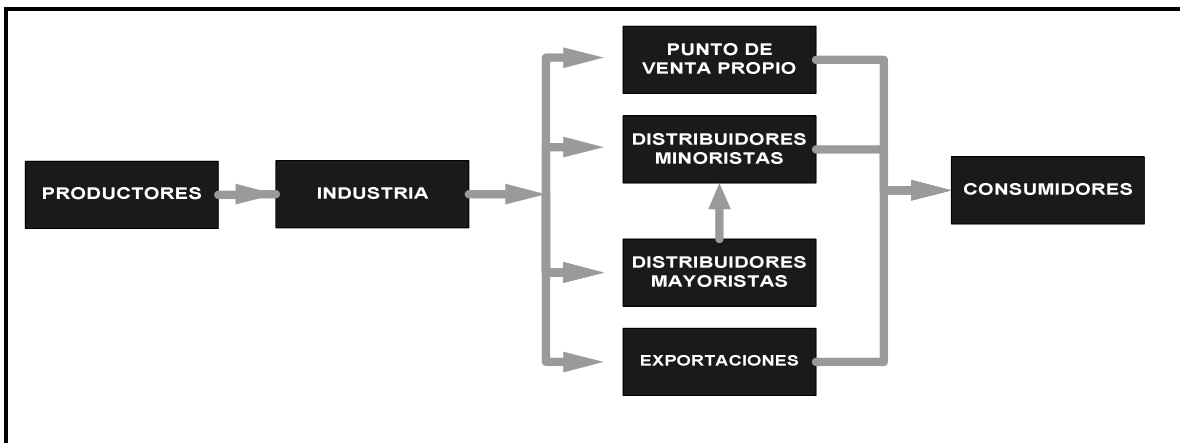 PRODUCTORES
INDUSTRIA
PUNTO DE
VENTA PROPIO
DISTRIBUIDORES
MINORISTAS
DISTRIBUIDORES
MAYORISTAS
EXPORTACIONES
CONSUMIDORES